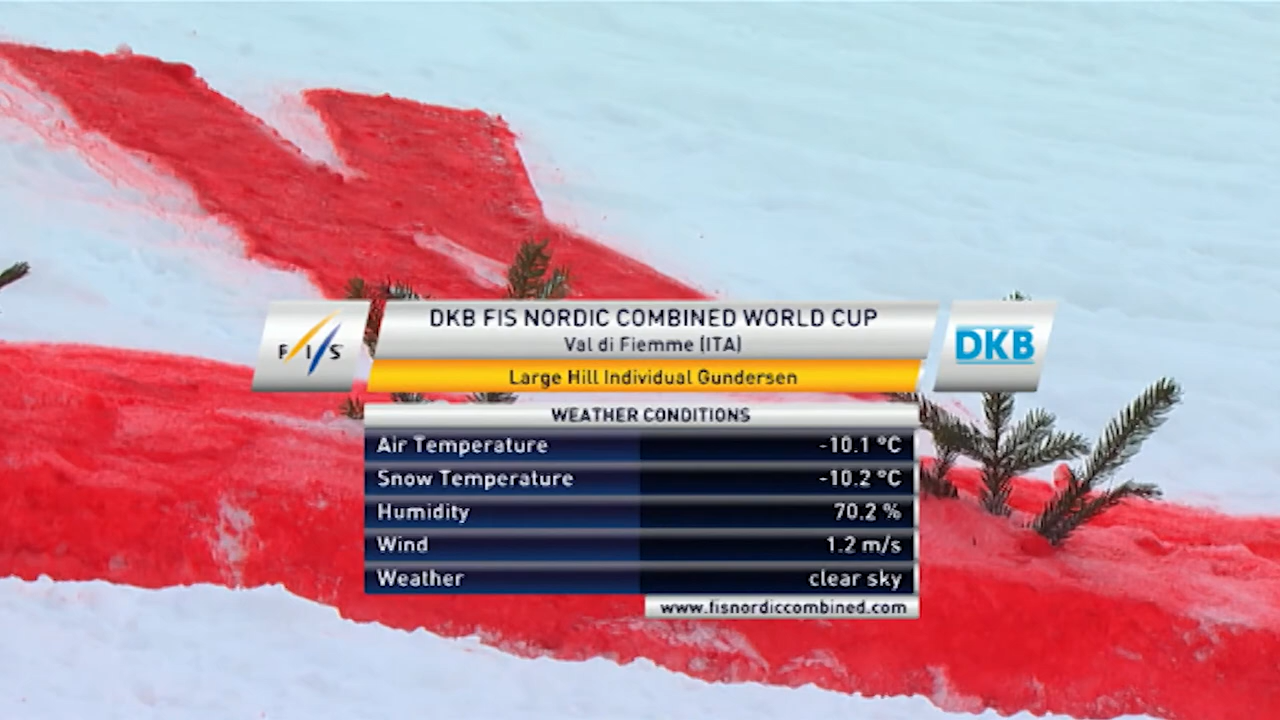 DKB FIS NORDIC COMBINED WORLD CUP
FIS
Val di Fiemme (ITA)
DKB
Large Hill Individual Gundersen
WEATHER CONDITIONS
Air Temperature -10.1 °C
Snow Temperature -10.2 °C
Humidity 70.2 %
Wind 1.2 m/s
Weather clear sky
www.fisnordiccombined.com